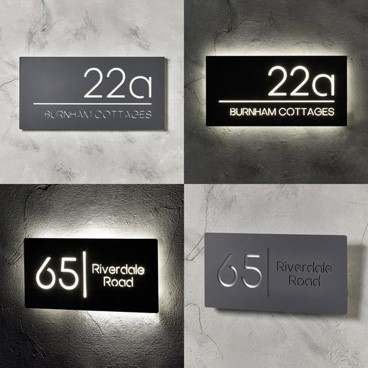 22a
BURNHAM COTTAGES
22a
BURNHAM COTTAGES
65
Riverdale
Road
65
Riverdale
Road